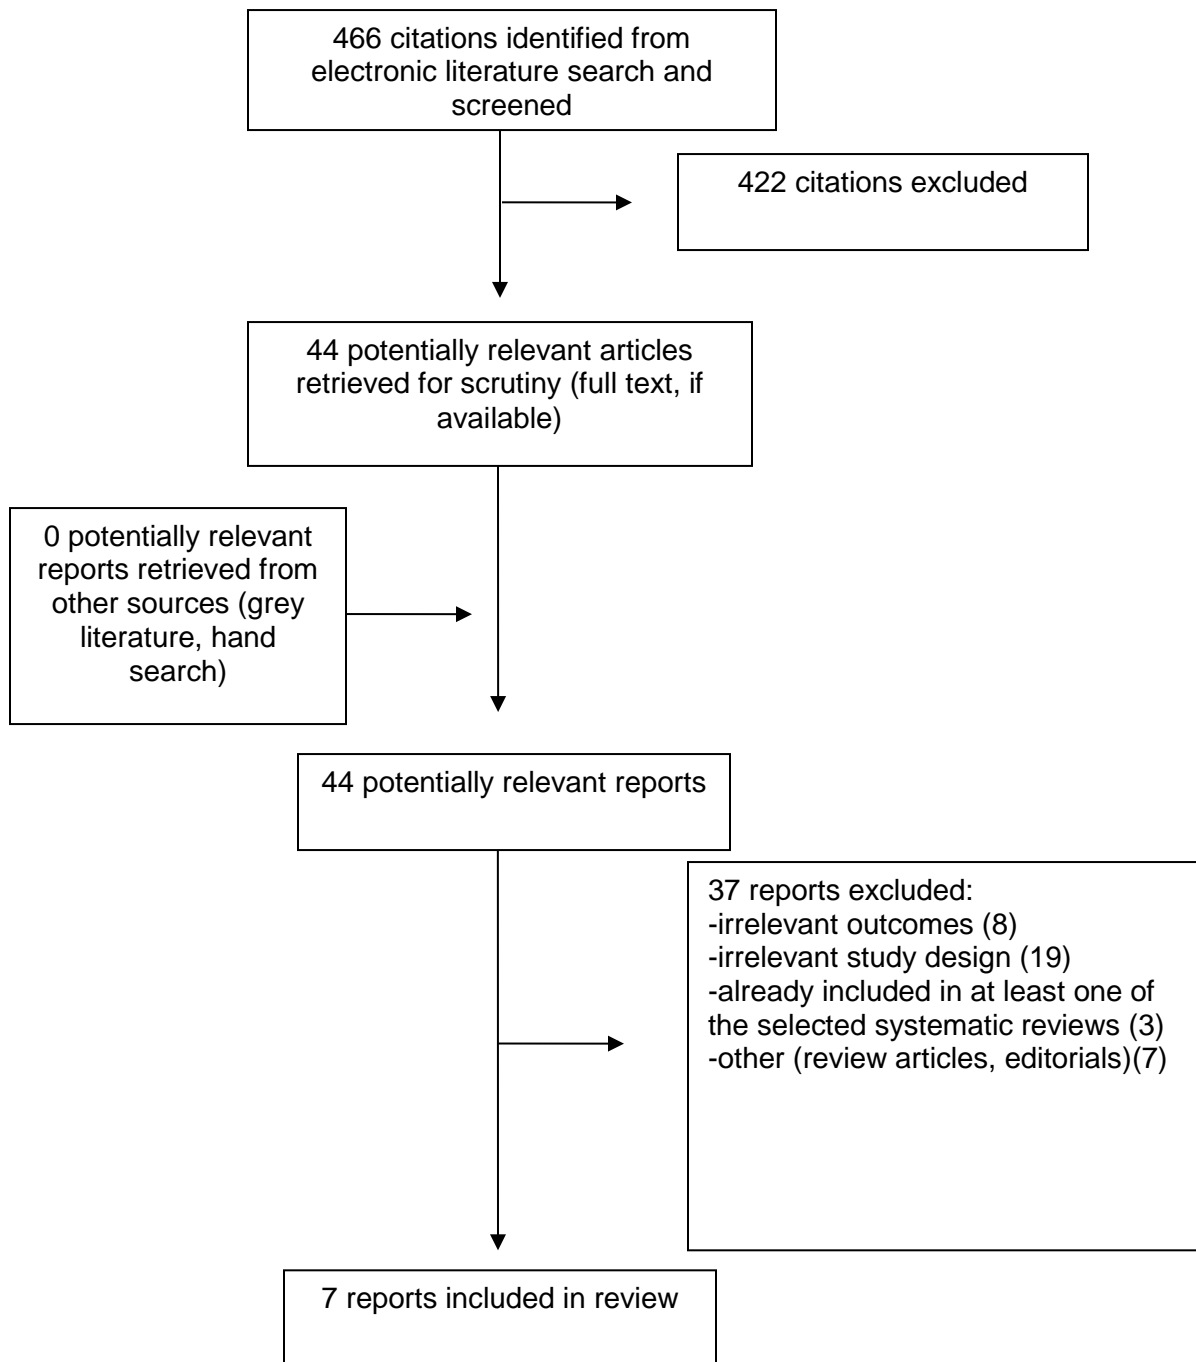 466 citations identified from
electronic literature search and
screened
422 citations excluded
44 potentially relevant articles
retrieved for scrutiny (full text, if
available)
0 potentially relevant
reports retrieved from
other sources (grey
literature, hand
search)
44 potentially relevant reports
37 reports excluded:
-irrelevant outcomes (8)
-irrelevant study design (19)
-already included in at least one of
the selected systematic reviews (3)
-other (review articles, editorials)(7)
7 reports included in review